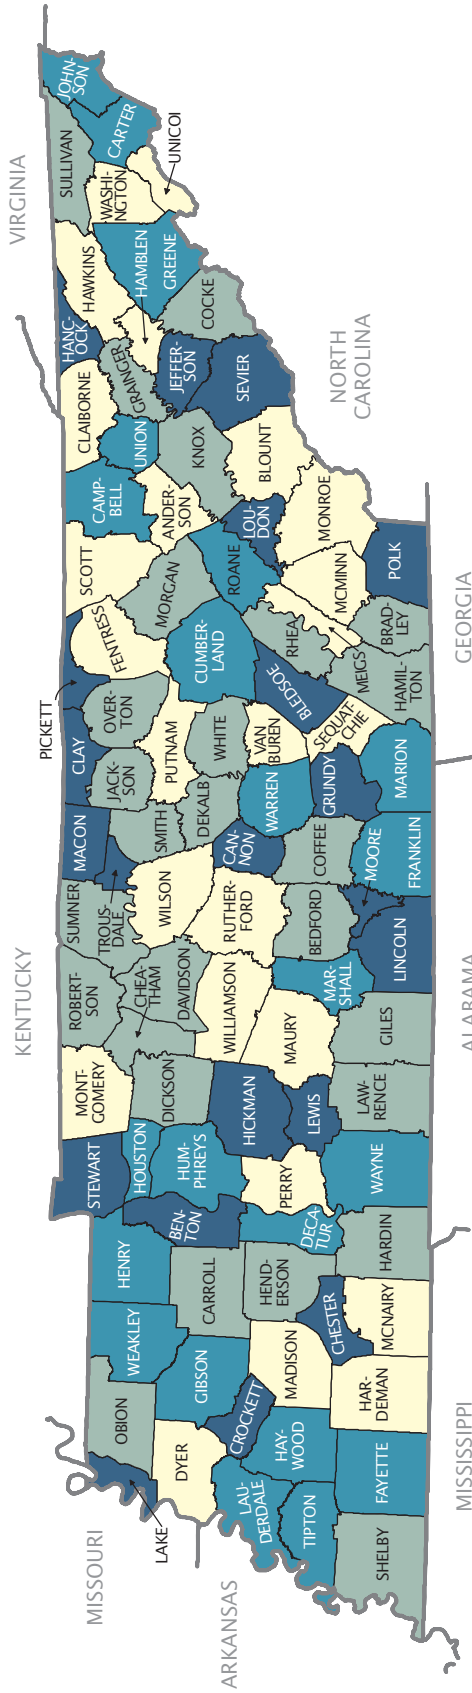 VIRGINIA
KENTUCKY
MISSOURI
ARKANSAS
MISSISSIPPI
ALABAMA
GEORGIA
NORTH
CAROLINA
JOHN-
SON
CARTER
SULLIVAN
UNICOI
WASHI-
NGTON
HAWKINS
HAMBLEN
GREENE
COCKE
HANC-
OCK
GRAINGER
JEFFER-
SON
SEVIER
CLAIBORNE
UNION
KNOX
BLOUNT
CAMP-
BELL
ANDER-
SON
LOU-
DON
MONROE
SCOTT
MORGAN
ROANE
MCMINN
POLK
FENTRESS
CUMBER-
LAND
RHEA
MEIGS
BRAD-
LEY
PICKETT
OVER-
TON
PUTNAM
WHITE
VAN
BUREN
BLEDSOE
SEQUAT-
CHIE
HAMIL-
TON
CLAY
JACK-
SON
DEKALB
WARREN
GRUNDY
MARION
MACON
SMITH
CAN-
NON
COFFEE
MOORE
FRANKLIN
SUMNER
TROUS-
DALE
WILSON
RUTHER-
FORD
BEDFORD
LINCOLN
ROBERT-
SON
CHEA-
THAM
DAVIDSON
WILLIAMSON
MAR-
SHALL
MAURY
GILES
MONT-
GOMERY
DICKSON
HICKMAN
LEWIS
LAW-
RENCE
STEWART
HOUSTON
HUM-
PHREYS
PERRY
WAYNE
BEN-
TON
DECA-
TUR
HARDIN
HENRY
CARROLL
HEND-
ERSON
CHESTER
MCNAIRY
WEAKLEY
GIBSON
MADISON
HAR-
DEMAN
OBION
DYER
CROCKETT
HAY-
WOOD
FAYETTE
LAKE
LAU-
DERDALE
TIPTON
SHELBY